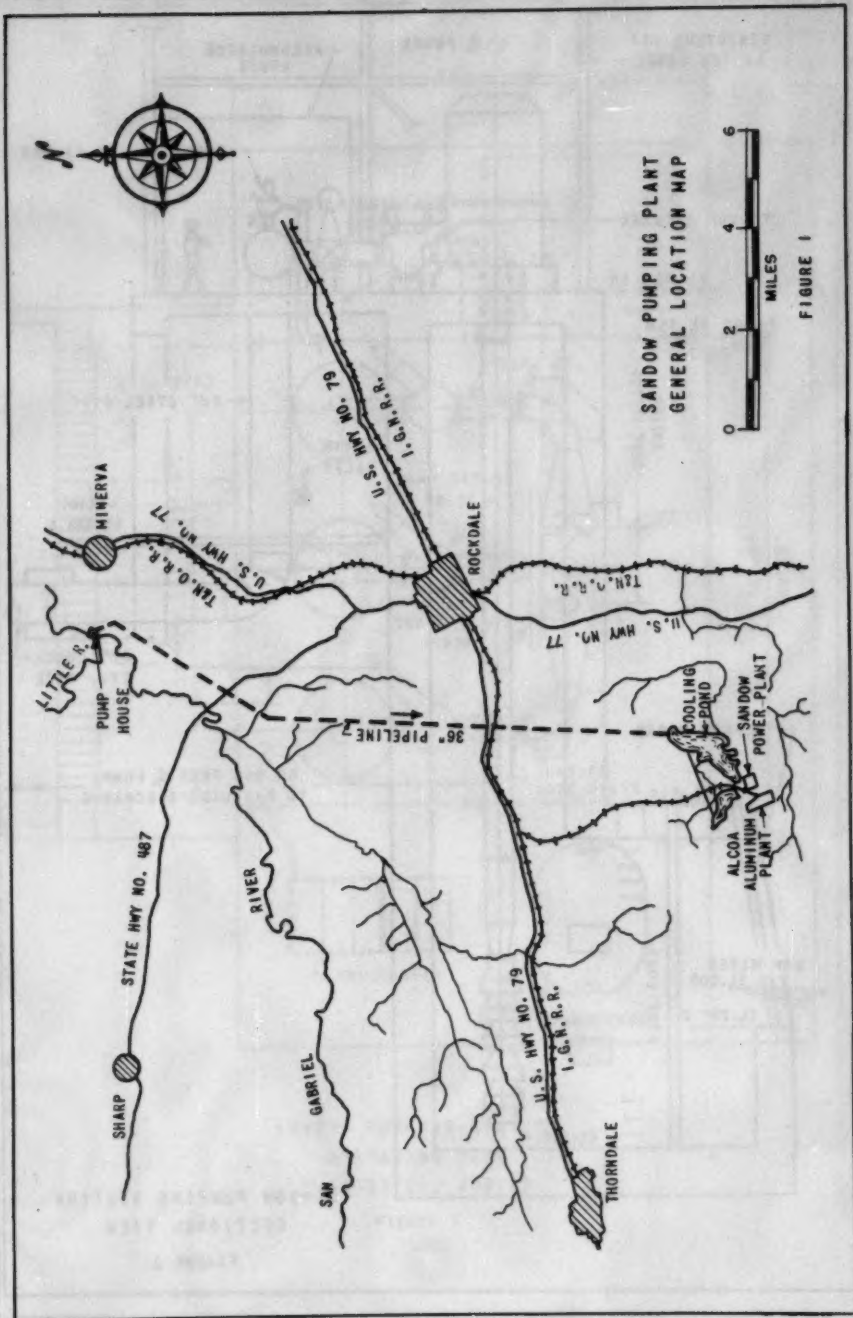 N
MINERVA
LITTLE R.
PUMP
HOUSE
T&N.O.R.R.
U.S. HWY NO. 77
STATE HWY NO. 487
SHARP
RIVER
GABRIEL
SAN
36" PIPELINE
U.S. HWY NO. 79
I.G.N.R.R.
ROCKDALE
T&N.O.R.R.
U.S. HWY NO. 77
U.S. HWY NO. 79
I.G.N.R.R.
THORNDALE
COOLING
POND
SANDOW
POWER PLANT
ALCOA
ALUMINUM
PLANT
SANDOW PUMPING PLANT
GENERAL LOCATION MAP
0 2 4 6
MILES
FIGURE 1